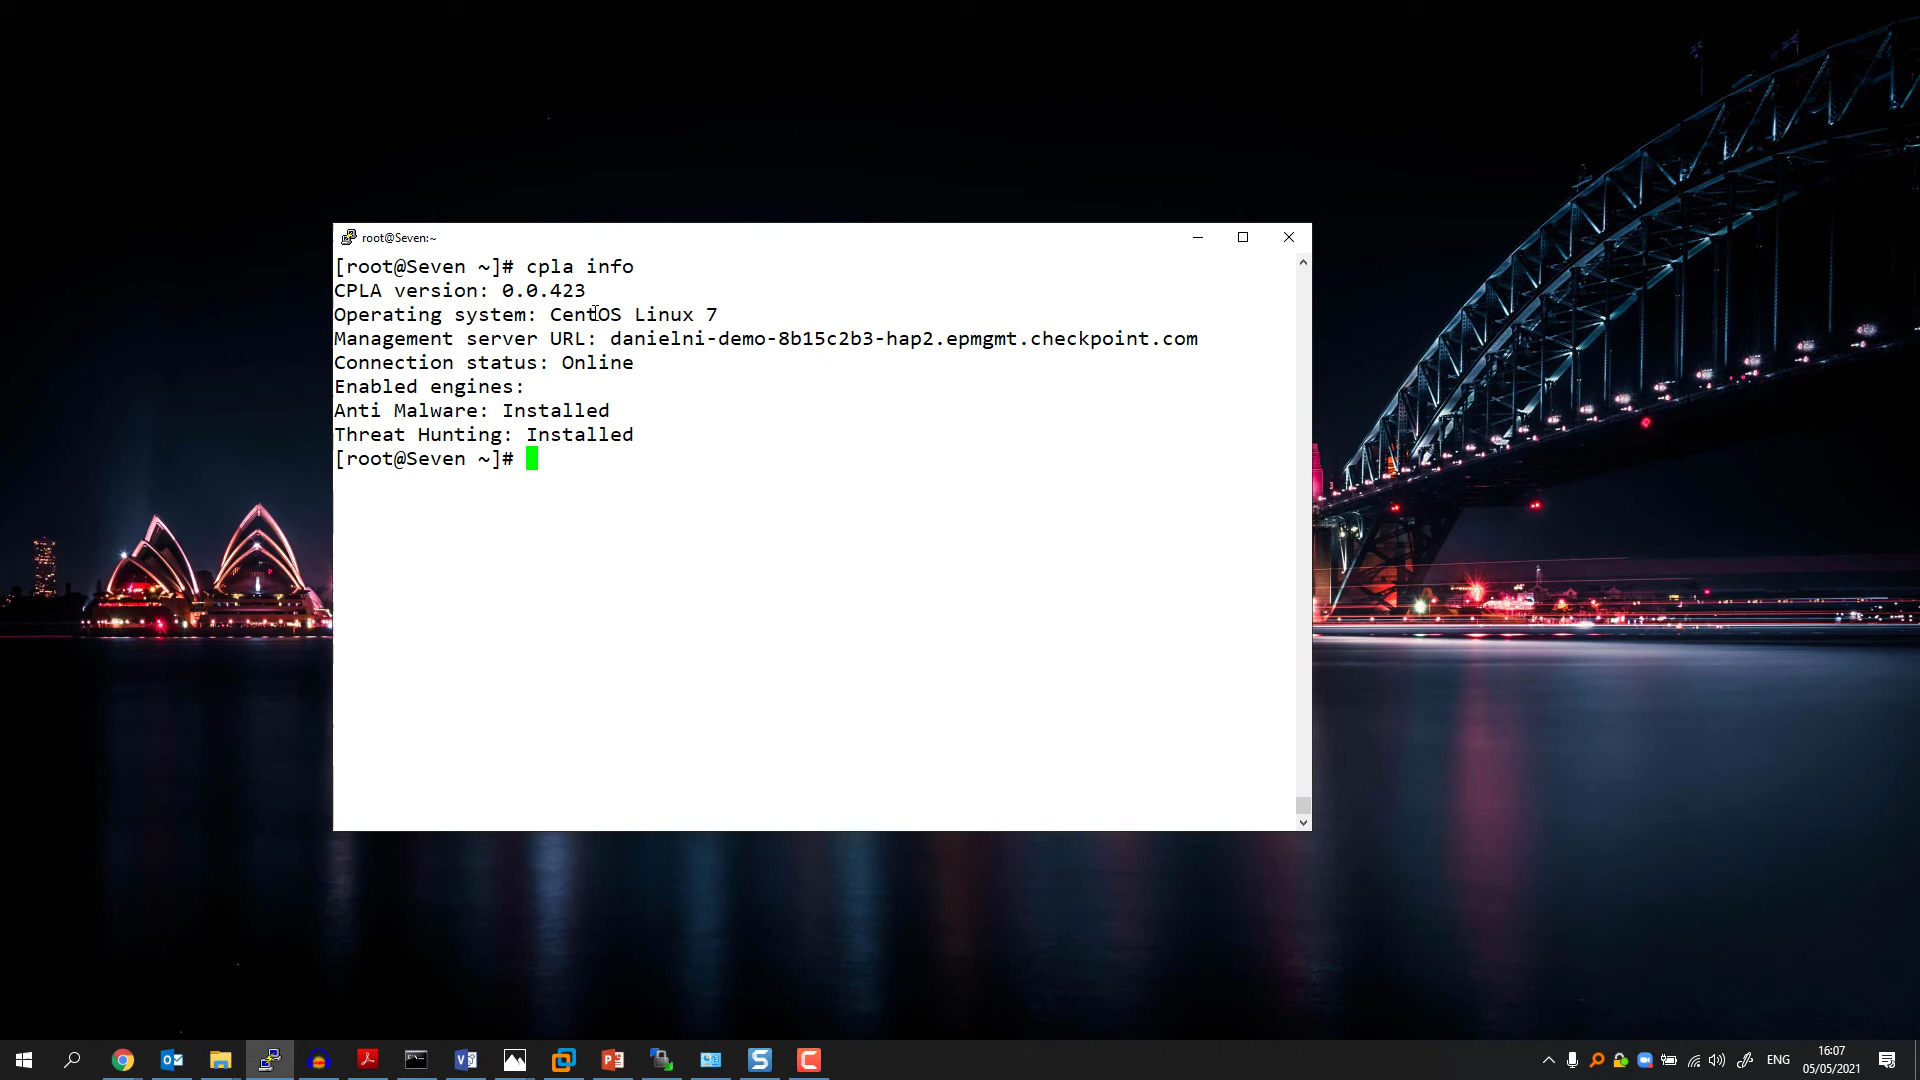 root@Seven:~
[root@Seven ~]# cpla info
CPLA version: 0.0.423
Operating system: CentOS Linux 7
Management server URL: danielni-demo-8b15c2b3-hap2.epmgmt.checkpoint.com
Connection status: Online
Enabled engines:
Anti Malware: Installed
Threat Hunting: Installed
[root@Seven ~]#
ENG
16:07
05/05/2021